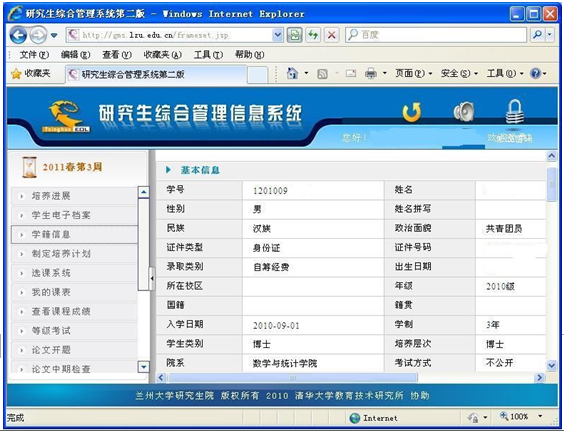 研究生综合管理系统第二版 - Windows Internet Explorer
http://gms.lzu.edu.cn/frameset.jsp
百度
文件(F) 编辑(E) 查看(V) 收藏夹(A) 工具(T) 帮助(H)
收藏夹 研究生综合管理系统第二版 页面(P) 安全(S) 工具(O)
Tsinghua EOL 研究生综合管理信息系统
您好!
2011春第3周
基本信息
培养进展
学生电子档案
学籍信息
制定培养计划
选课系统
我的课表
查看课程成绩
等级考试
论文开题
论文中期检查
学号 1201009 姓名
性别 男 姓名拼写
民族 汉族 政治面貌 共青团员
证件类型 身份证 证件号码
录取类别 自筹经费 出生日期
所在校区 年级 2010级
国籍 籍贯
入学日期 2010-09-01 学制 3年
学生类别 博士 培养层次 博士
院系 数学与统计学院 考试方式 不公开
兰州大学研究生院 版权所有 2010 清华大学教育技术研究所 协助
完成 Internet 100%